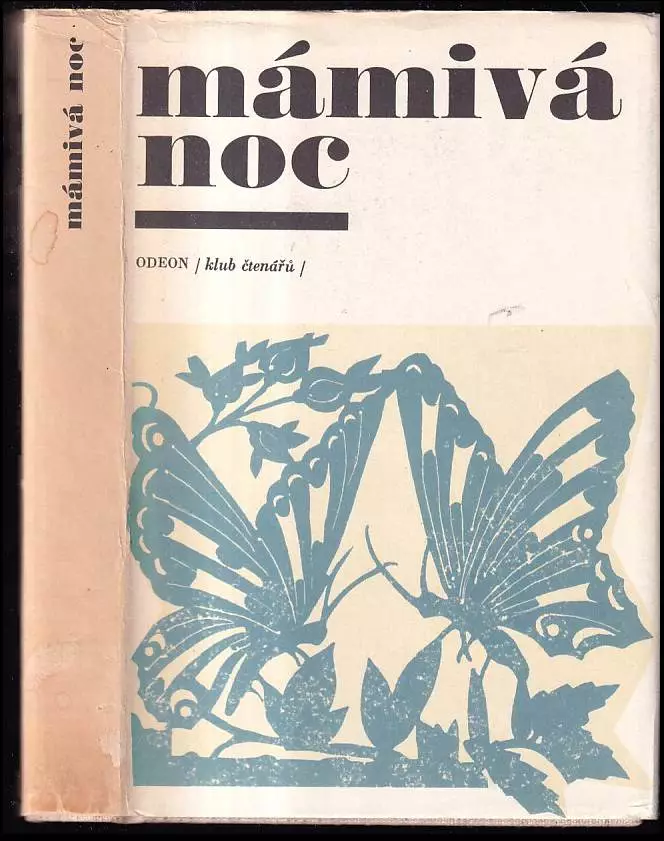 mámivá noc
mámivá
noc
ODEON / klub čtenářů /